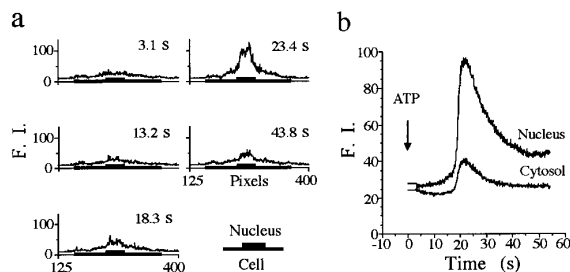 a
b
3.1 S
23.4 S
100
0
13.2 S
43.8 S
F. I.
100
0
125
Pixels
400
18.3 S
100
0
125
400
Nucleus
Cell
100
80
60
40
20
0
F. I.
ATP
Nucleus
Cytosol
-10 0 10 20 30 40 50 60
Time (s)